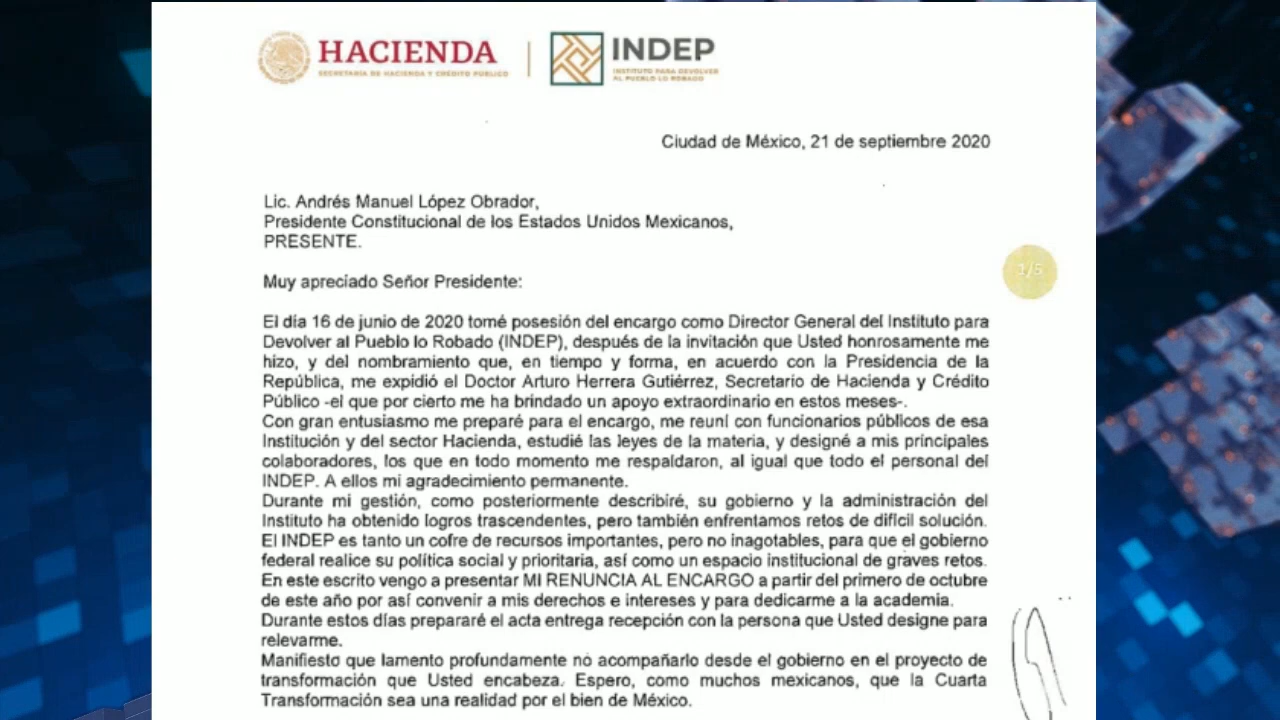 HACIENDA
SECRETARÍA DE HACIENDA Y CRÉDITO PÚBLICO
INDEP
INSTITUTO PARA DEVOLVER
AL PUEBLO LO ROBADO
Ciudad de México, 21 de septiembre 2020
Lic. Andrés Manuel López Obrador,
Presidente Constitucional de los Estados Unidos Mexicanos,
PRESENTE.
1/5
Muy apreciado Señor Presidente:
El día 16 de junio de 2020 tomé posesión del encargo como Director General del Instituto para
Devolver al Pueblo lo Robado (INDEP), después de la invitación que Usted honrosamente me
hizo, y del nombramiento que, en tiempo y forma, en acuerdo con la Presidencia de la
República, me expidió el Doctor Arturo Herrera Gutiérrez, Secretario de Hacienda y Crédito
Público -el que por cierto me ha brindado un apoyo extraordinario en estos meses-.
Con gran entusiasmo me preparé para el encargo, me reuní con funcionarios públicos de esa
Institución y del sector Hacienda, estudié las leyes de la materia, y designé a mis principales
colaboradores, los que en todo momento me respaldaron, al igual que todo el personal del
INDEP. A ellos mi agradecimiento permanente.
Durante mi gestión, como posteriormente describiré, su gobierno y la administración del
Instituto ha obtenido logros trascendentes, pero también enfrentamos retos de difícil solución.
El INDEP es tanto un cofre de recursos importantes, pero no inagotables, para que el gobierno
federal realice su política social y prioritaria, así como un espacio institucional de graves retos.
En este escrito vengo a presentar MI RENUNCIA AL ENCARGO a partir del primero de octubre
de este año por así convenir a mis derechos e intereses y para dedicarme a la academia.
Durante estos días prepararé el acta entrega recepción con la persona que Usted designe para
relevarme.
Manifiesto que lamento profundamente no acompañarlo desde el gobierno en el proyecto de
transformación que Usted encabeza. Espero, como muchos mexicanos, que la Cuarta
Transformación sea una realidad por el bien de México.